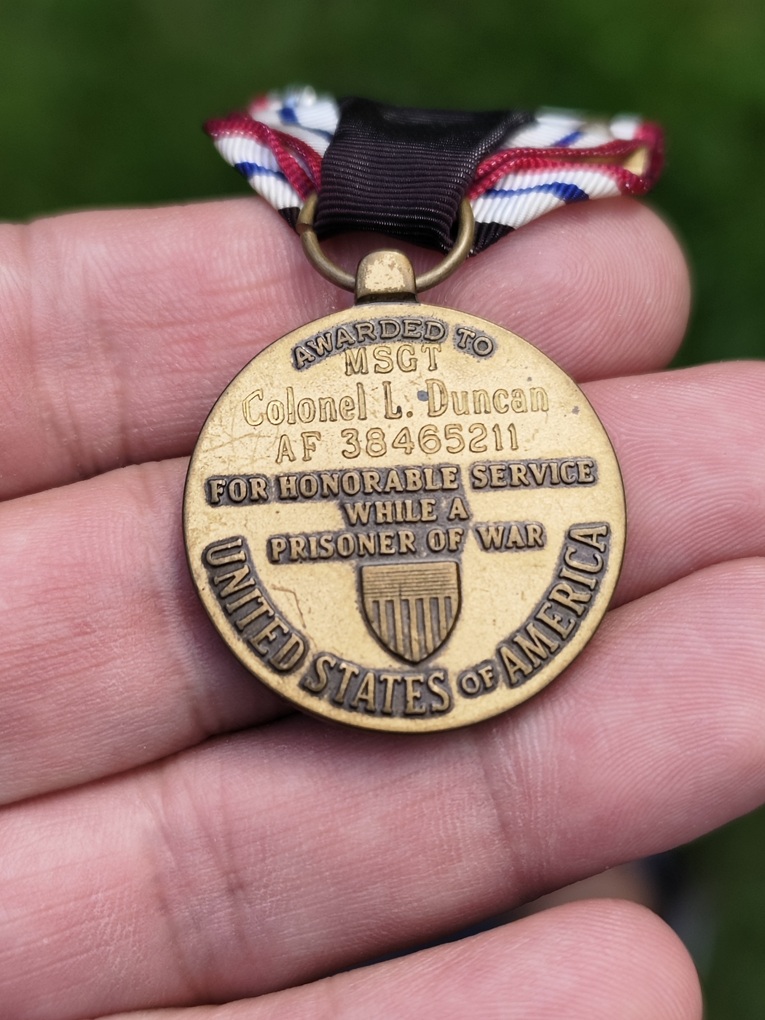 AWARDED TO
MSGT
Colonel L. Duncan
AF 38465211
FOR HONORABLE SERVICE
WHILE A
PRISONER OF WAR
UNITED STATES OF AMERICA